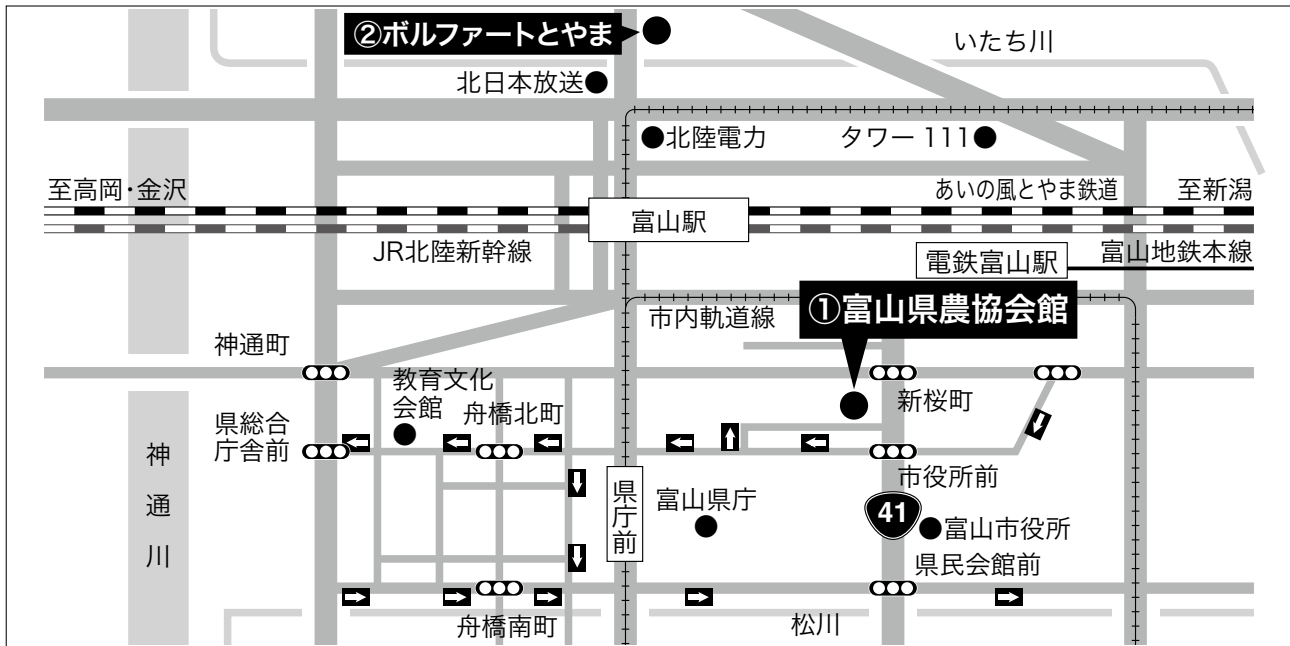 ②ボルファートとやま
いたち川
北日本放送
北陸電力
タワー 111
至高岡・金沢
あいの風とやま鉄道
至新潟
富山駅
JR北陸新幹線
電鉄富山駅
富山地鉄本線
①富山県農協会館
市内軌道線
神通町
教育文化
会館
舟橋北町
新桜町
県総合
庁舎前
神通川
市役所前
県庁前
富山県庁
41
富山市役所
県民会館前
舟橋南町
松川